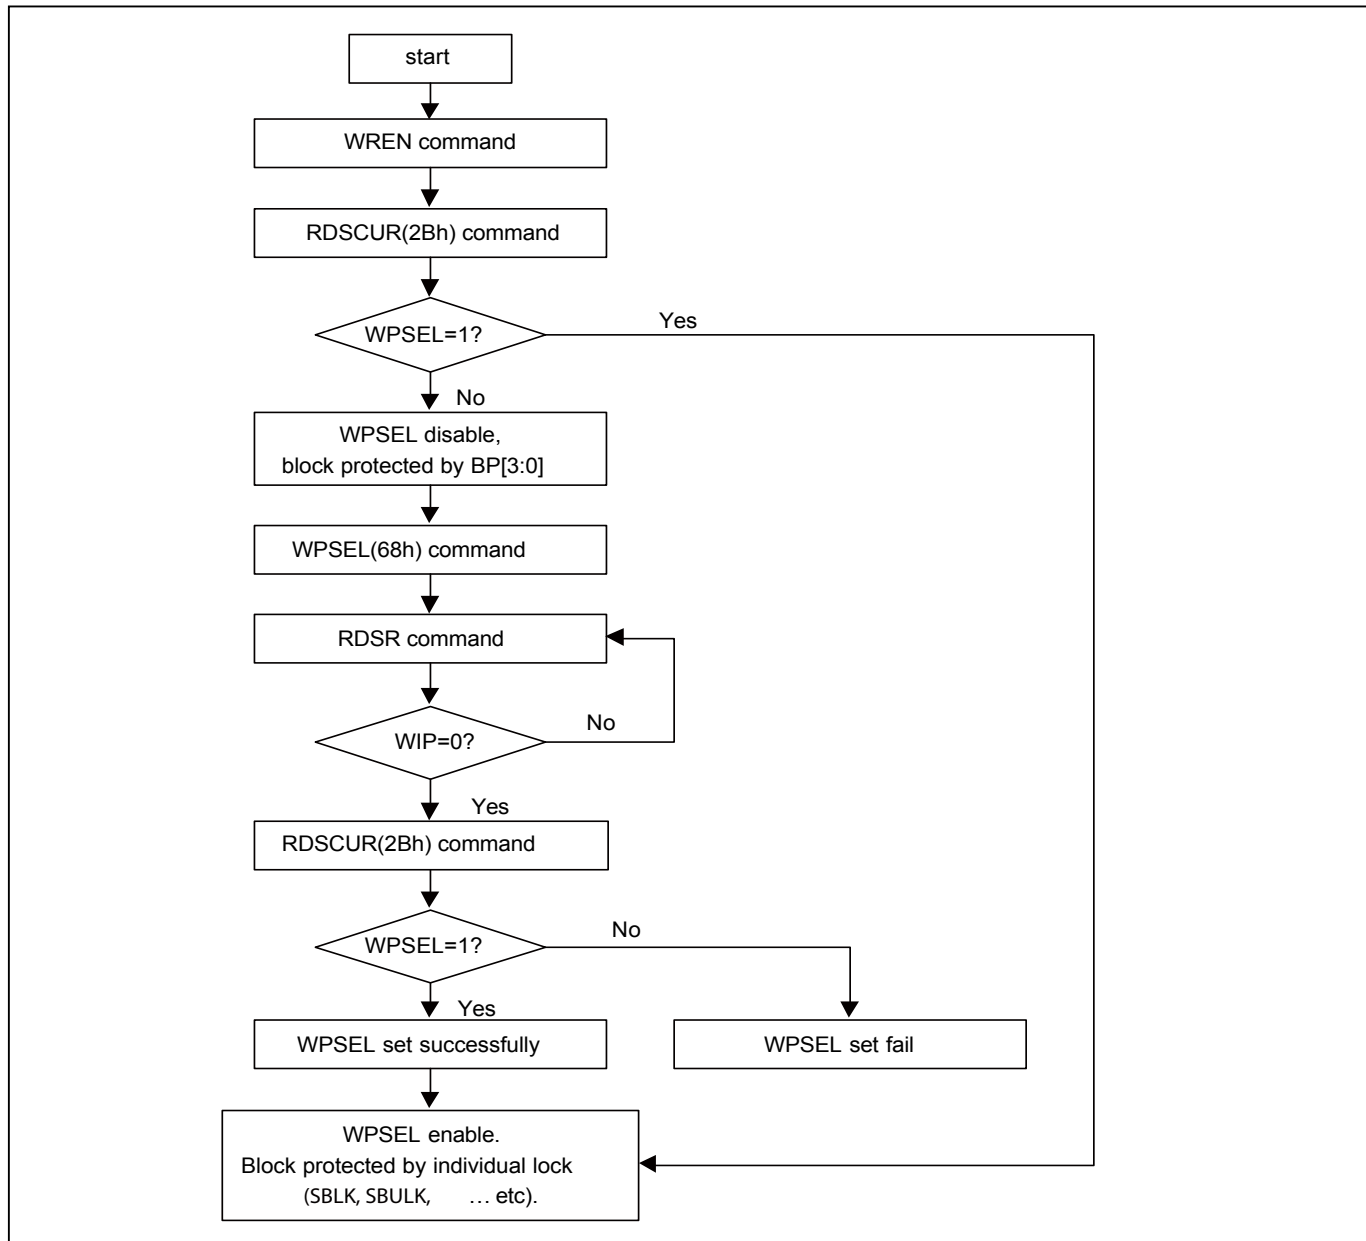 start
WREN command
RDSCUR(2Bh) command
WPSEL=1?
Yes
No
WPSEL disable,
block protected by BP[3:0]
WPSEL(68h) command
RDSR command
WIP=0?
No
Yes
RDSCUR(2Bh) command
WPSEL=1?
No
Yes
WPSEL set successfully
WPSEL set fail
WPSEL enable.
Block protected by individual lock
(SBLK, SBULK, … etc).